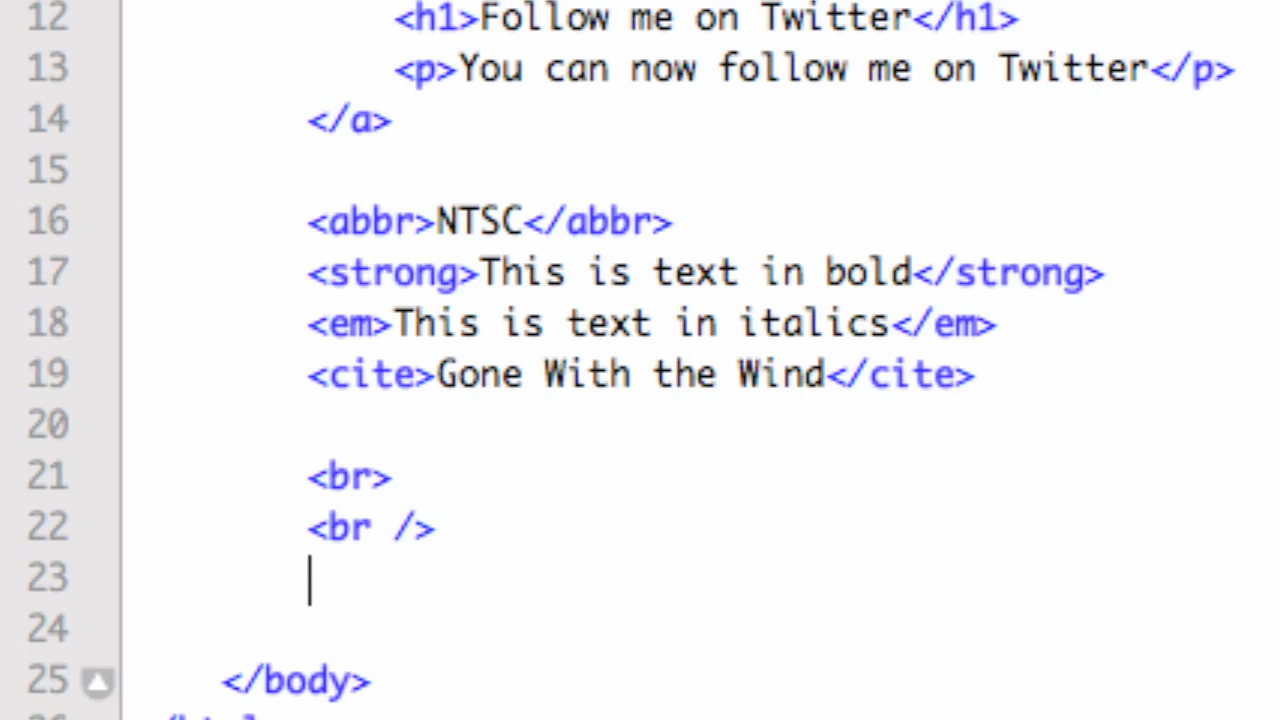 12 <h1>Follow me on Twitter</h1>
13 <p>You can now follow me on Twitter</p>
14 </a>
15
16 <abbr>NTSC</abbr>
17 <strong>This is text in bold</strong>
18 <em>This is text in italics</em>
19 <cite>Gone With the Wind</cite>
20
21 <br>
22 <br />
23
24
25 </body>